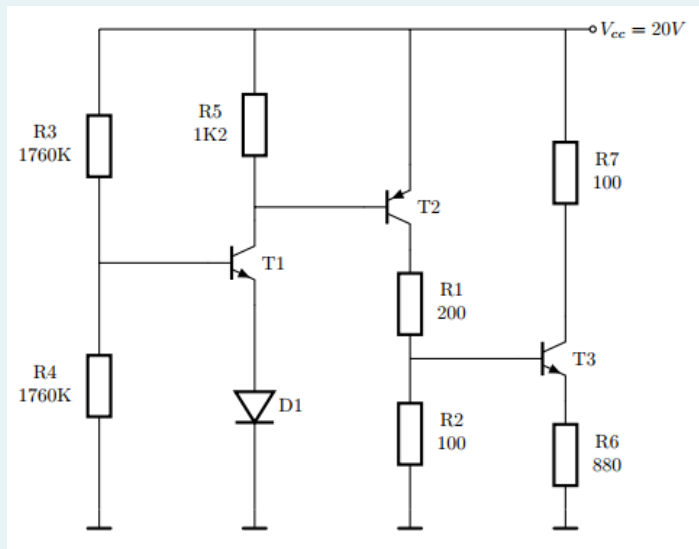 Vcc = 20V
R3
1760K
R5
1K2
R7
100
T2
T1
R1
200
T3
R4
1760K
D1
R2
100
R6
880